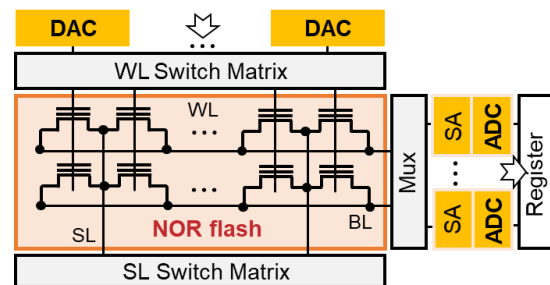 DAC
DAC
WL Switch Matrix
WL
SL
NOR flash
BL
SL Switch Matrix
Mux
SA
ADC
SA
ADC
Register